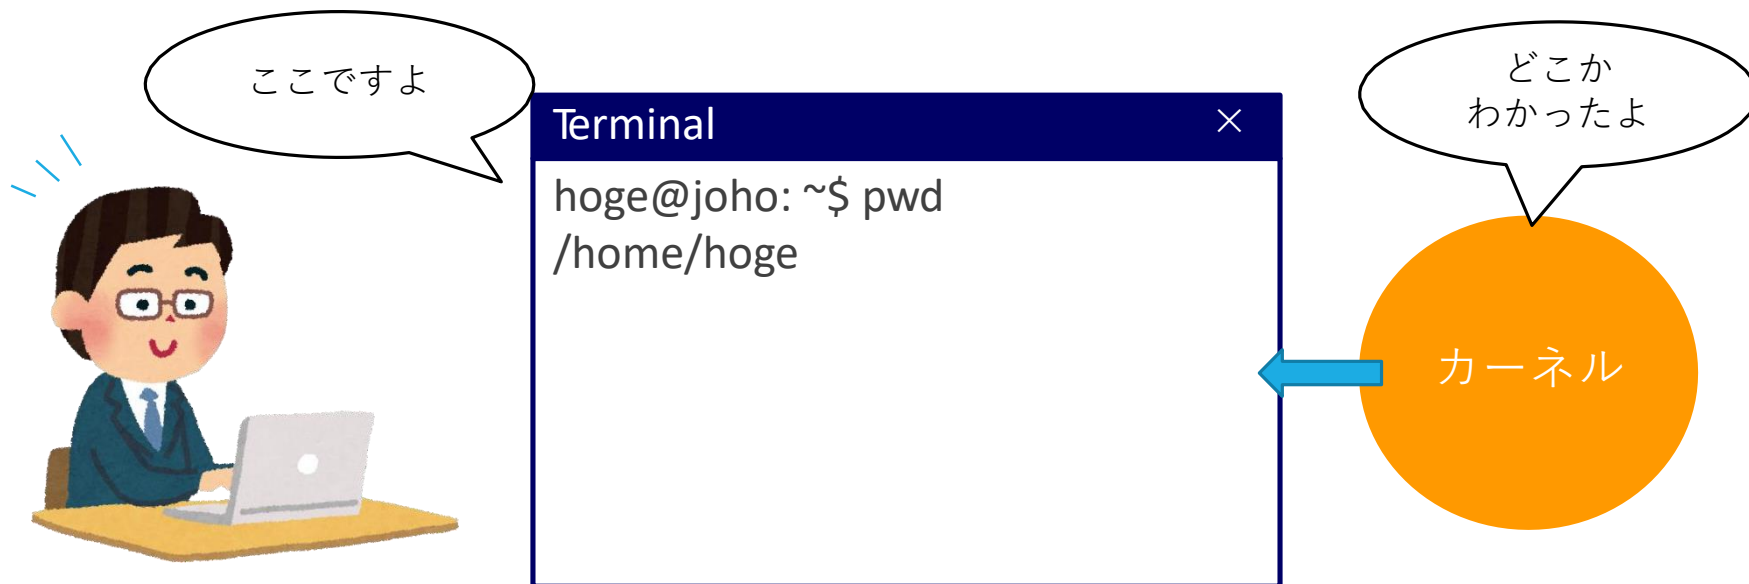 ここですよ
Terminal ×
hoge@joho: ~$ pwd
/home/hoge
どこか
わかったよ
カーネル